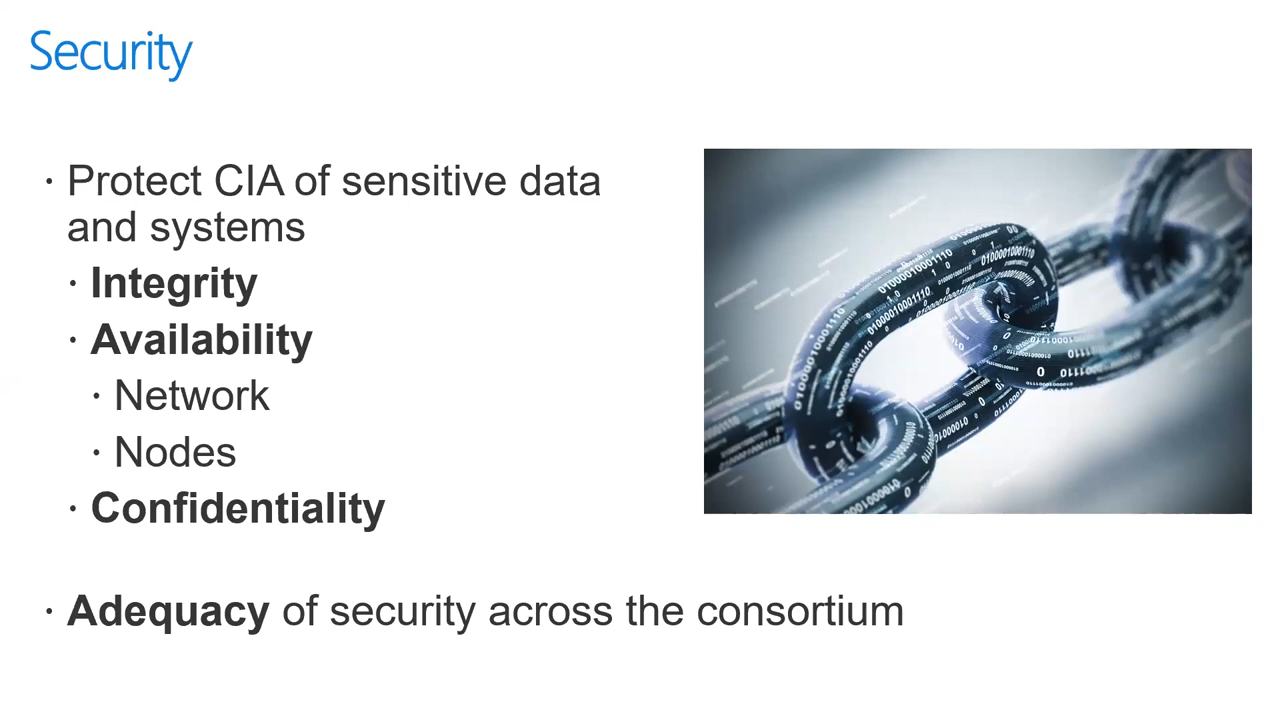 Security
· Protect CIA of sensitive data
and systems
· Integrity
· Availability
· Network
· Nodes
· Confidentiality
· Adequacy of security across the consortium